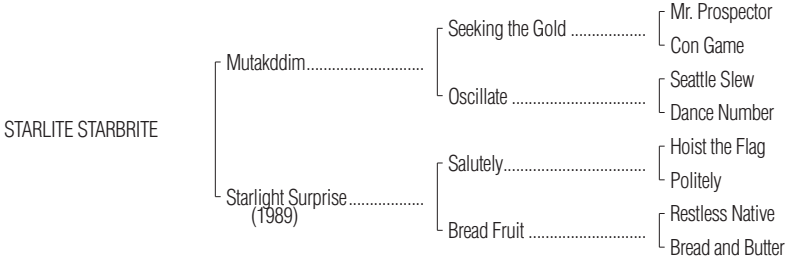 Mr. Prospector
Seeking the Gold ..................
Con Game
Mutakddim............................
Seattle Slew
Oscillate ................................
Dance Number
STARLITE STARBRITE
Hoist the Flag
Salutely..................................
Politely
Starlight Surprise..................
(1989)
Restless Native
Bread Fruit ............................
Bread and Butter